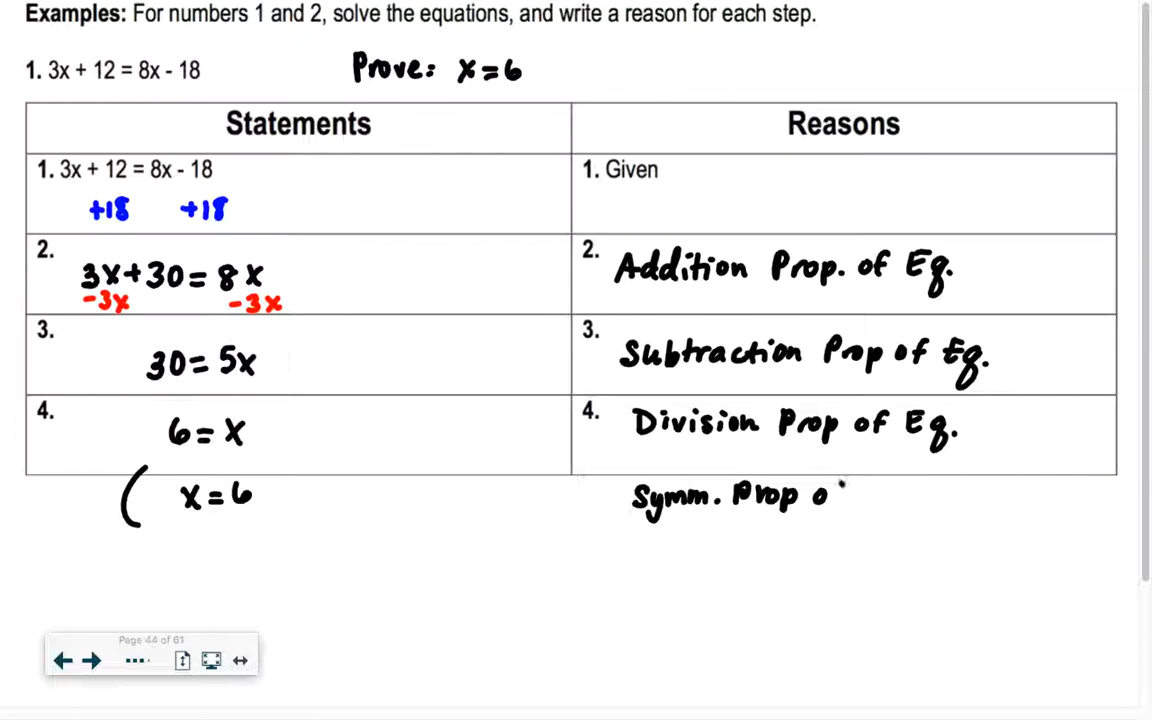 Examples: For numbers 1 and 2, solve the equations, and write a reason for each step.
1. 3x + 12 = 8x - 18
Prove: x = 6
Statements
Reasons
1. 3x + 12 = 8x - 18
1. Given
+18 +18
2. 3x + 30 = 8x
2. Addition Prop. of Eq.
-3x -3x
3. 30 = 5x
3. Subtraction Prop of Eq.
4. 6 = x
4. Division Prop of Eq.
( x = 6
Symm. Prop o
Page 44 of 61